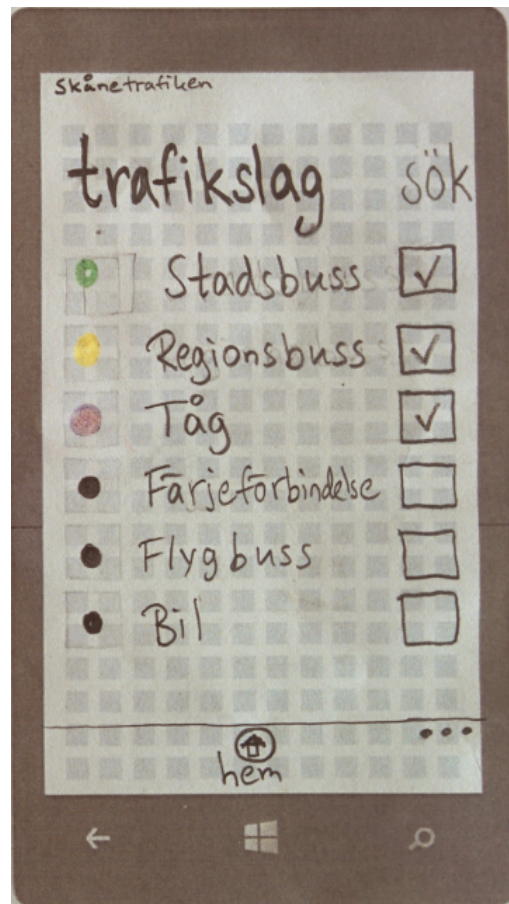 Skånetrafiken
trafikslag sök
Stadsbuss
Regionsbuss
Tåg
Färjeförbindelse
Flygbuss
Bil
hem